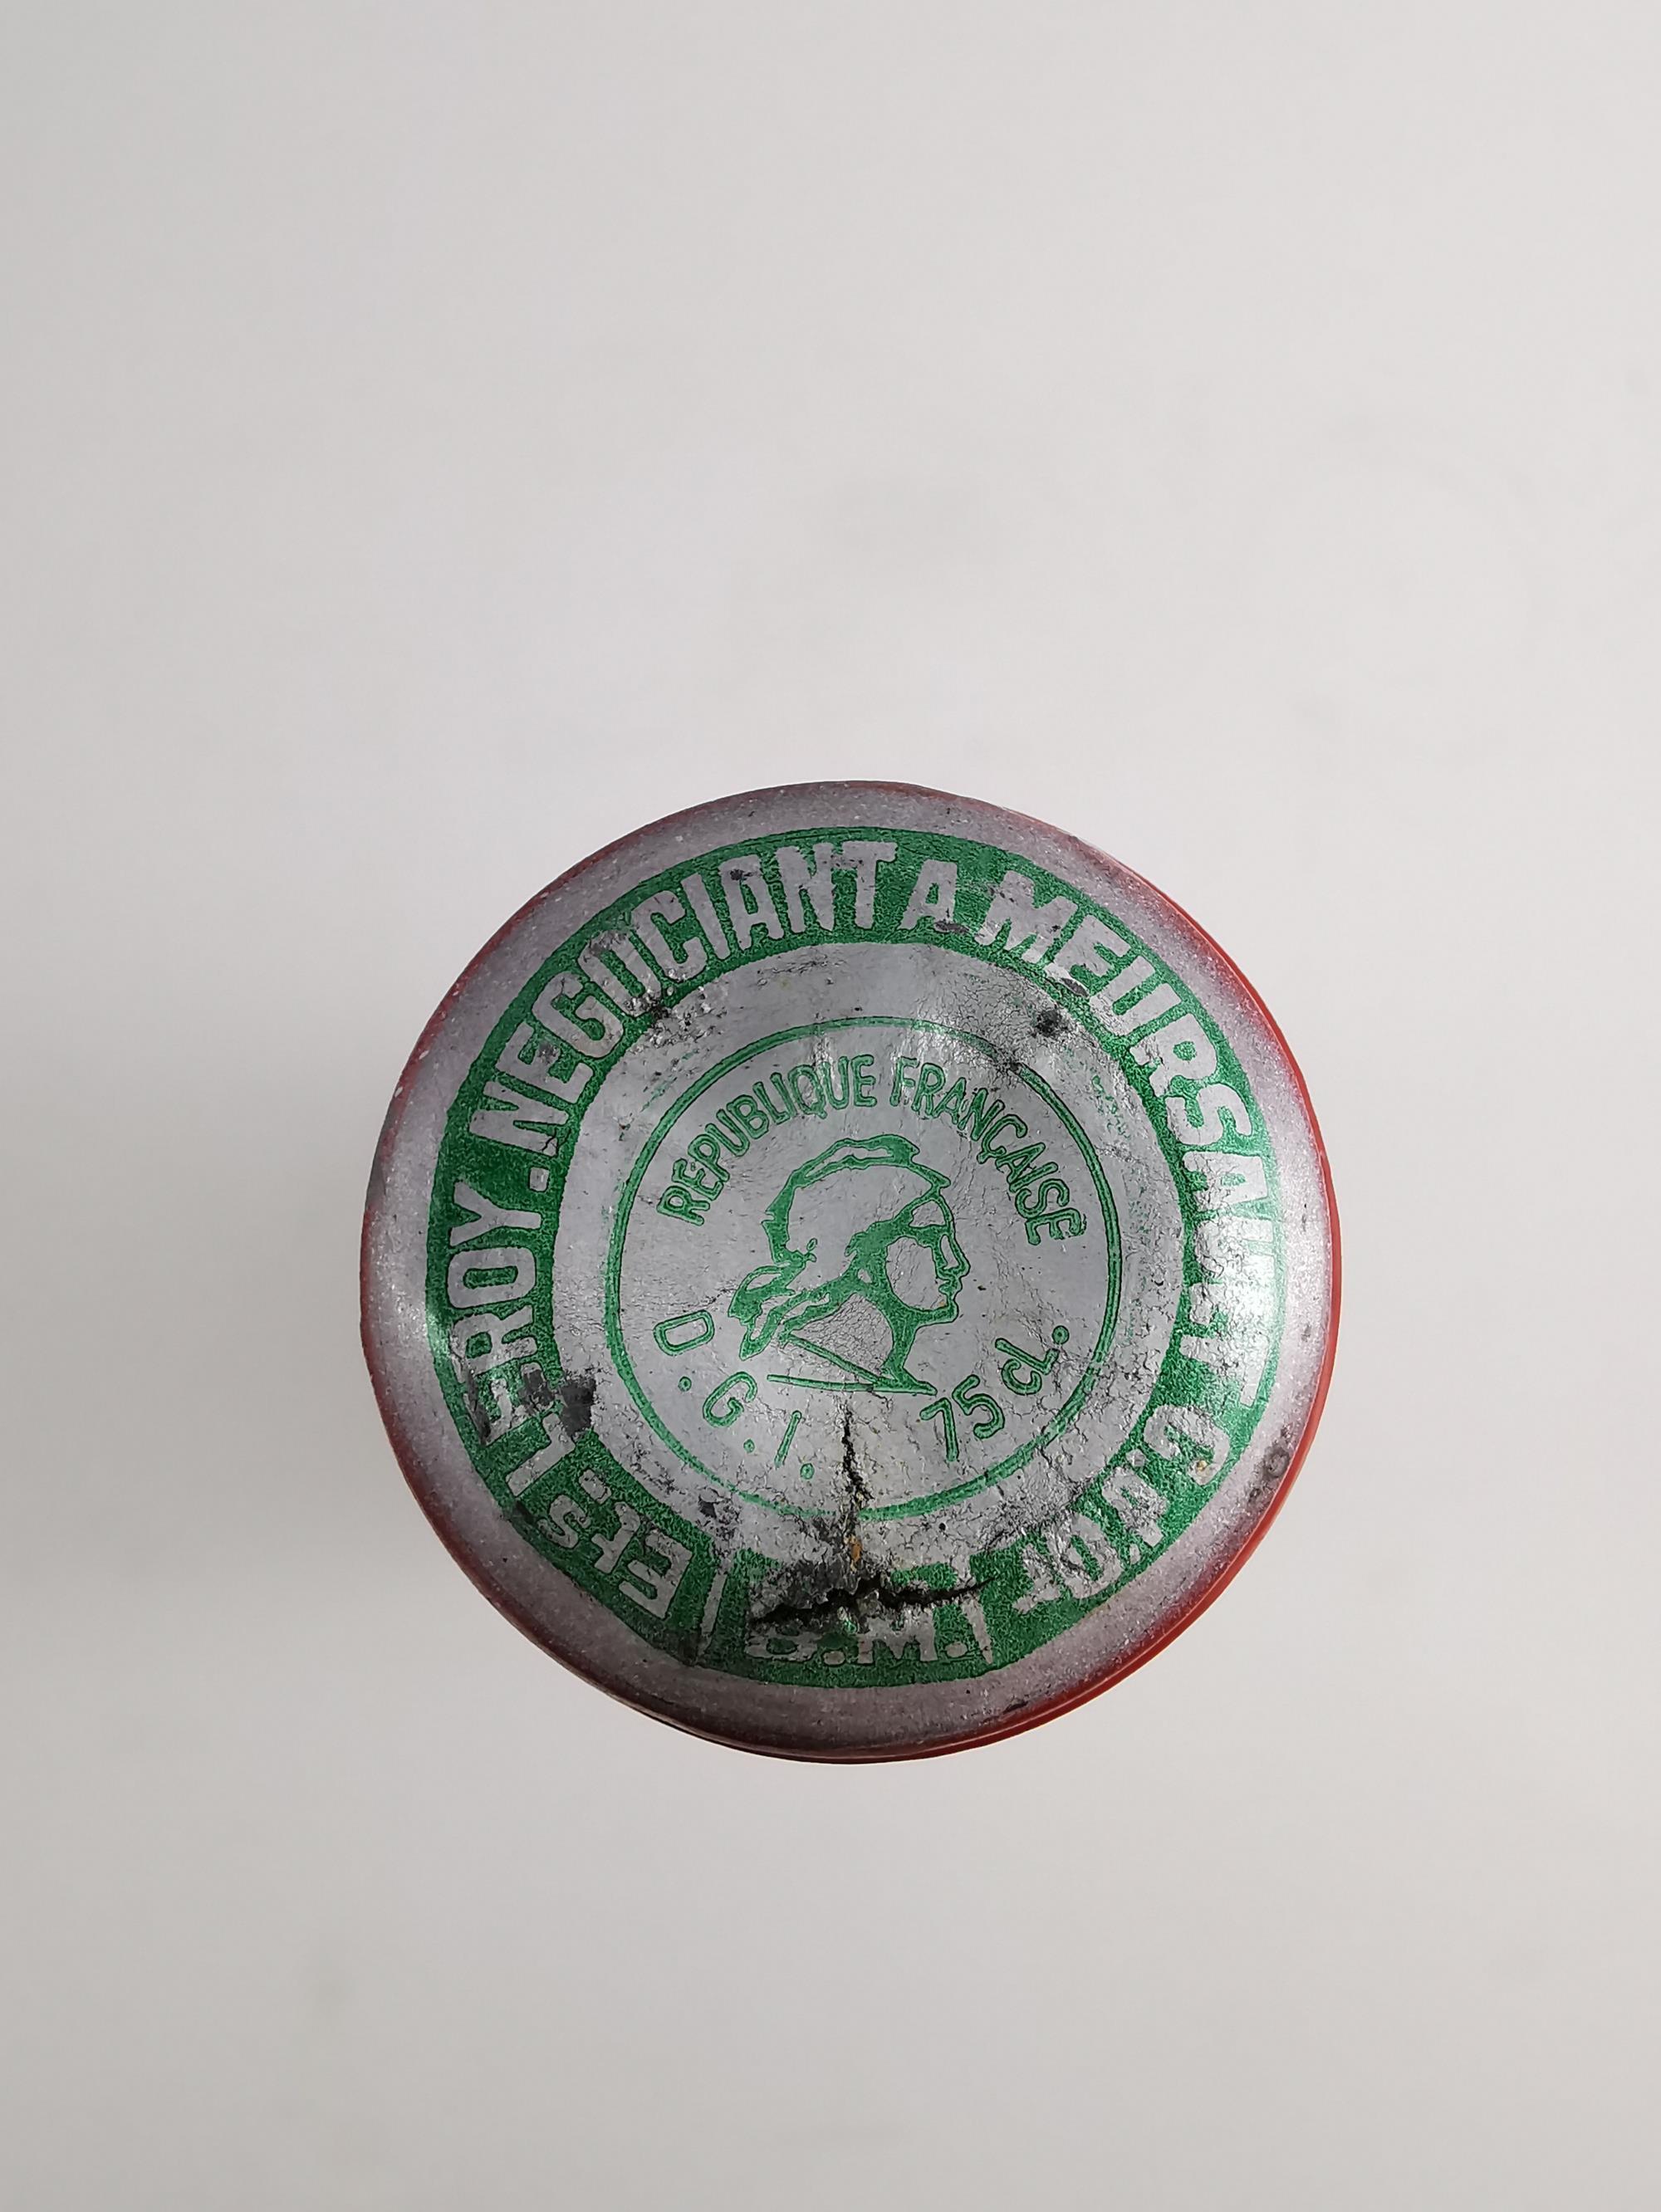 Ets. LEROY. NEGOCIANT A MEURSAULT
REPUBLIQUE FRANÇAISE
D.G.I. 75 cl.